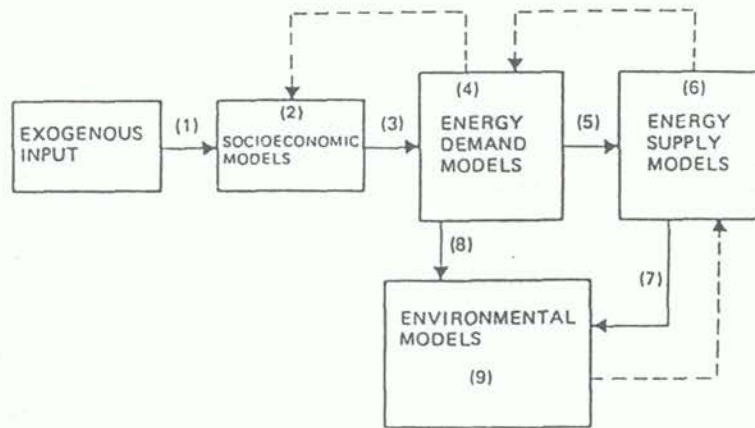 EXOGENOUS
INPUT
(1)
(2)
SOCIOECONOMIC
MODELS
(3)
(4)
ENERGY
DEMAND
MODELS
(5)
(6)
ENERGY
SUPPLY
MODELS
(8)
(7)
ENVIRONMENTAL
MODELS
(9)